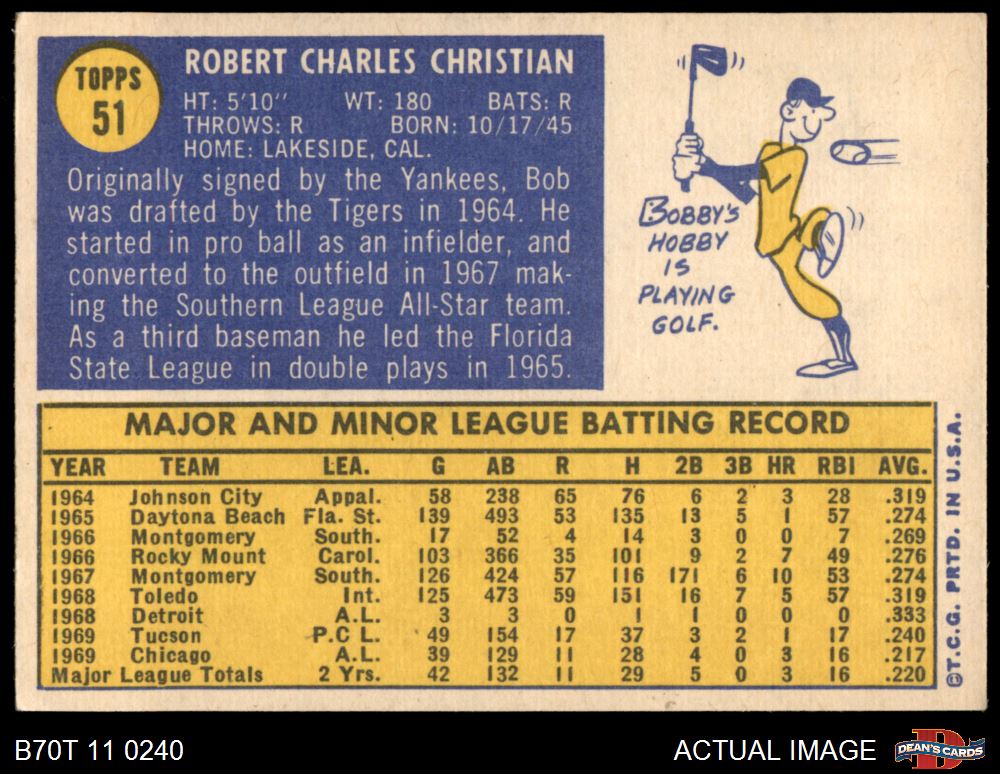 TOPPS
51
ROBERT CHARLES CHRISTIAN
HT: 5'10" WT: 180 BATS: R
THROWS: R BORN: 10/17/45
HOME: LAKESIDE, CAL.
Originally signed by the Yankees, Bob
was drafted by the Tigers in 1964. He
started in pro ball as an infielder, and
converted to the outfield in 1967 mak-
ing the Southern League All-Star team.
As a third baseman he led the Florida
State League in double plays in 1965.
BOBBY'S
HOBBY
IS
PLAYING
GOLF.
MAJOR AND MINOR LEAGUE BATTING RECORD
YEAR TEAM LEA. G AB R H 2B 3B HR RBI AVG.
1964 Johnson City Appal. 58 238 65 76 6 2 3 28 .319
1965 Daytona Beach Fla. St. 139 493 53 135 13 5 1 57 .274
1966 Montgomery South. 17 52 4 14 3 0 0 7 .269
1966 Rocky Mount Carol. 103 366 35 101 9 2 7 49 .276
1967 Montgomery South. 126 424 57 116 171 6 10 53 .274
1968 Toledo Int. 125 473 59 151 16 7 5 57 .319
1968 Detroit A.L. 3 3 0 1 1 0 0 0 .333
1969 Tucson P.C L. 49 154 17 37 3 2 1 17 .240
1969 Chicago A.L. 39 129 11 28 4 0 3 16 .217
Major League Totals 2 Yrs. 42 132 11 29 5 0 3 16 .220
©T.C.G. PRTD. IN U.S.A.
B70T 11 0240
ACTUAL IMAGE
DEAN'S CARDS